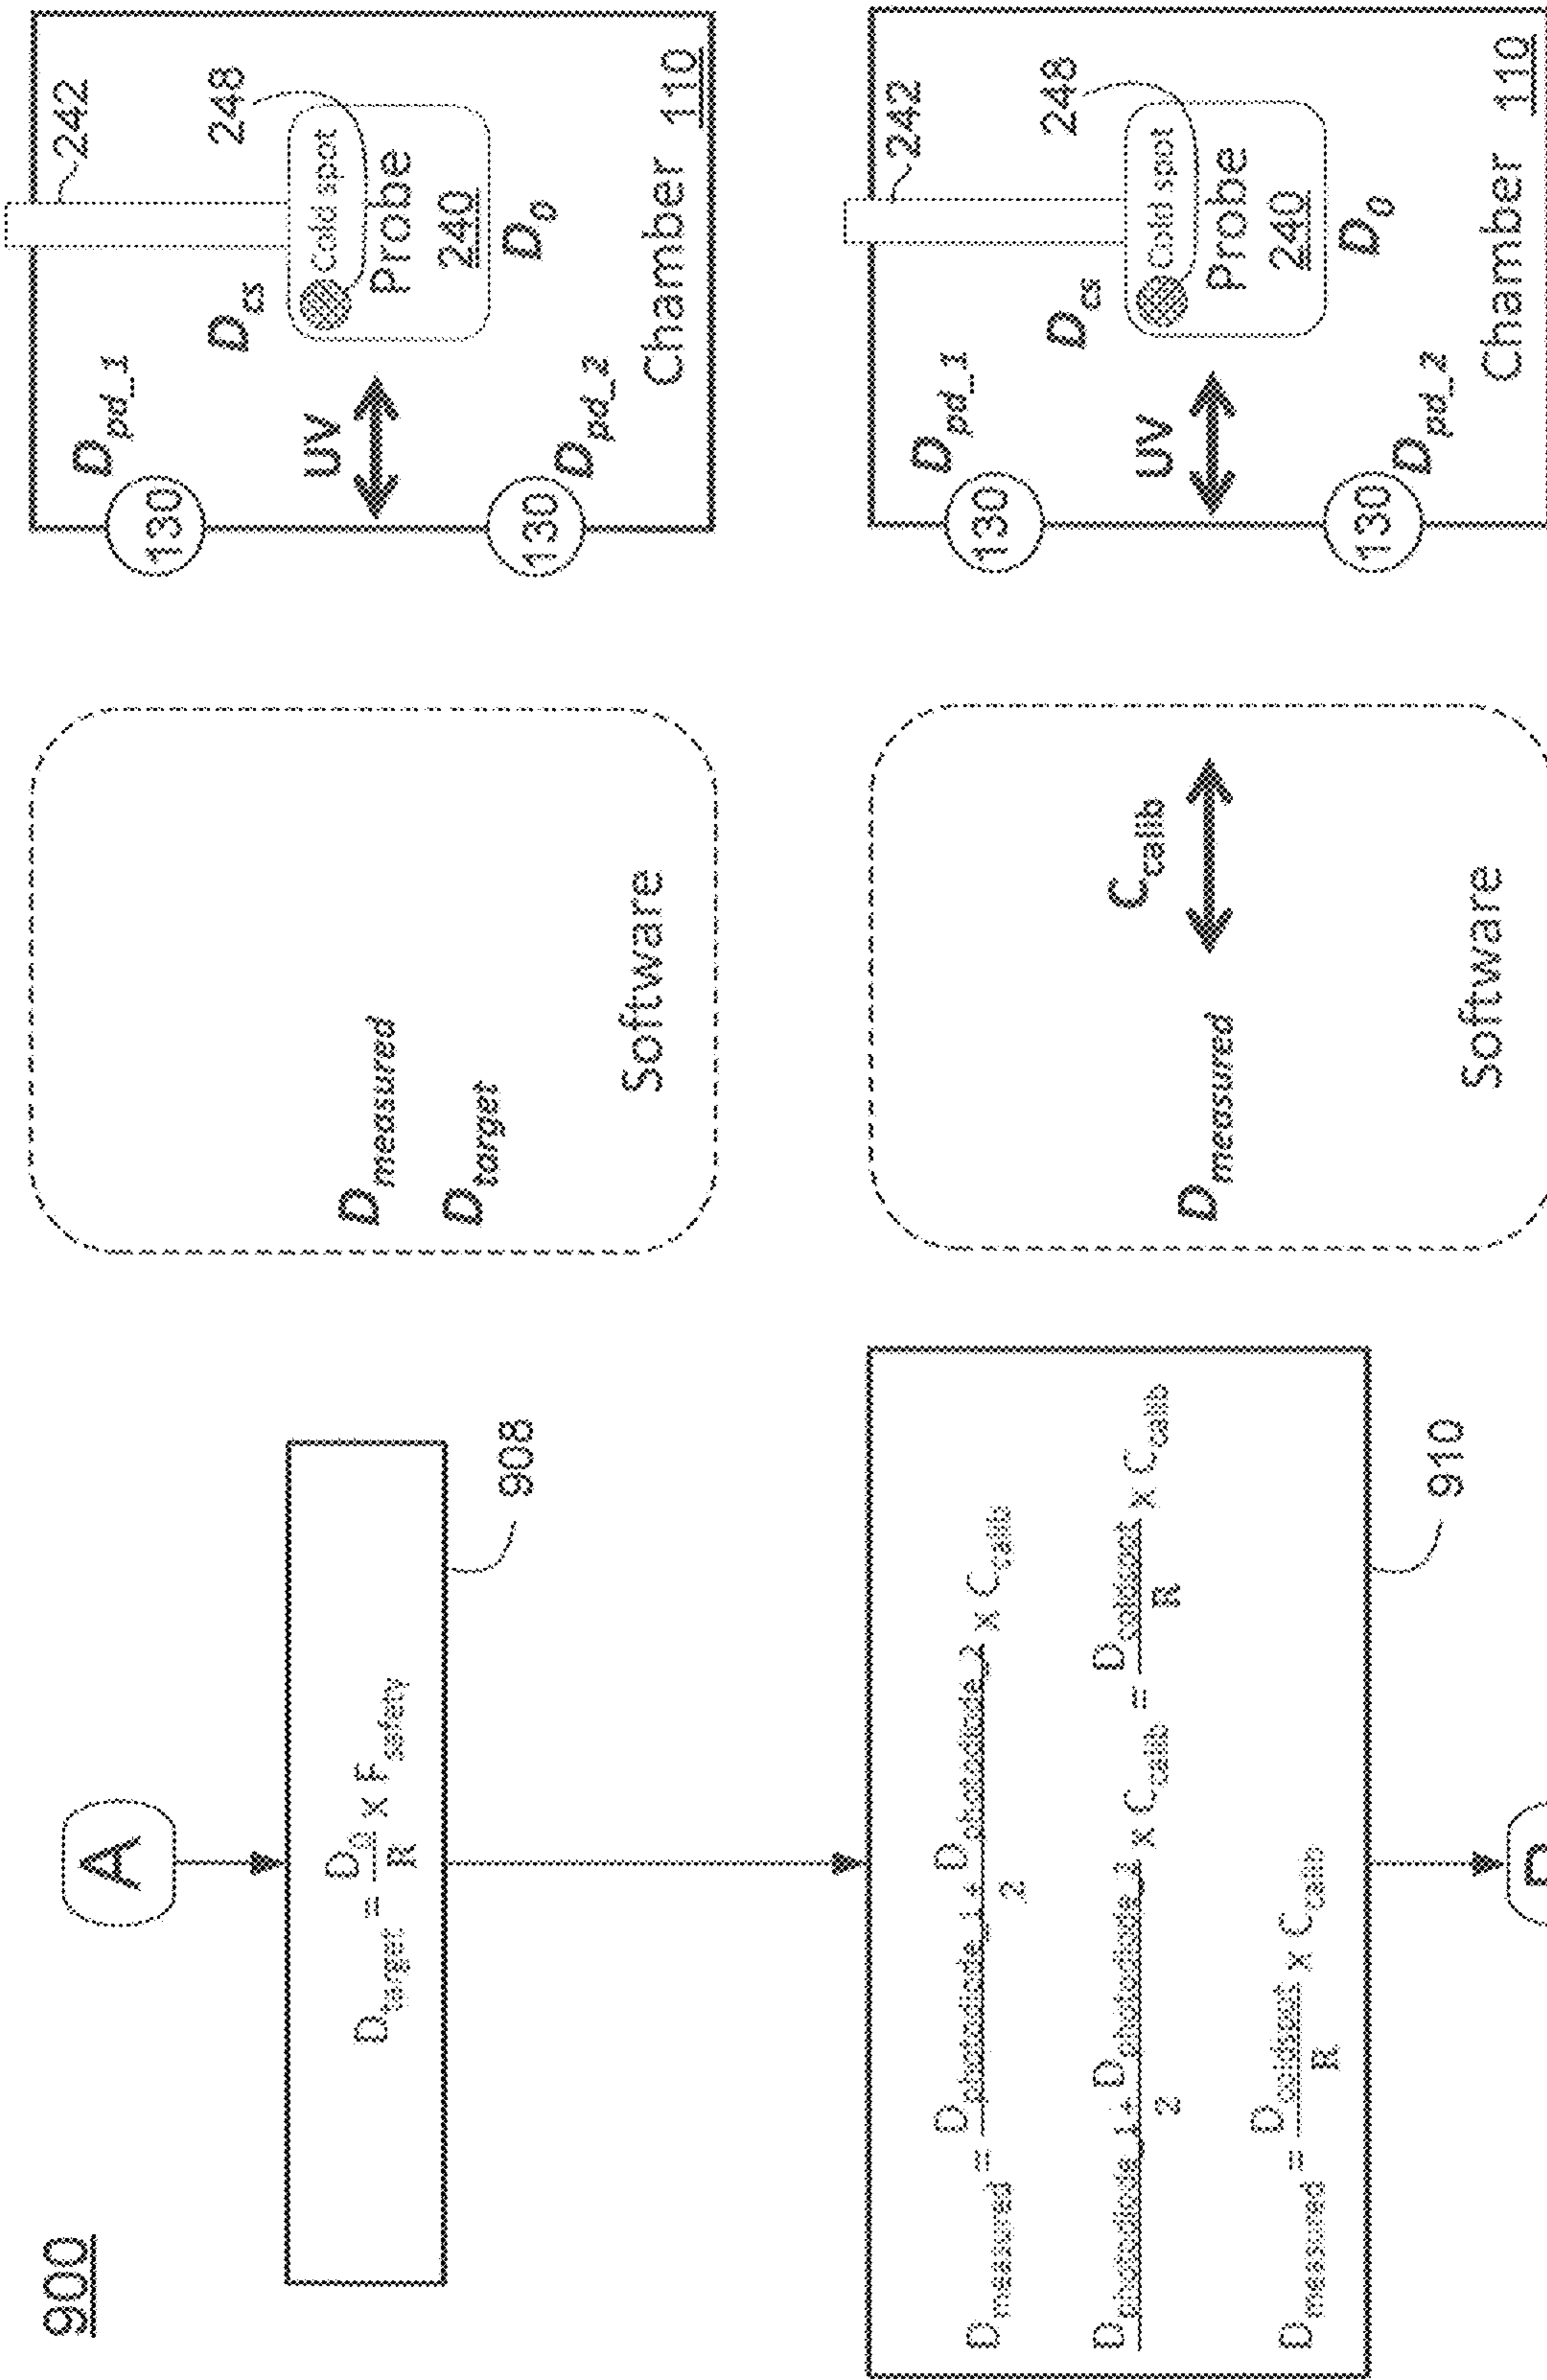 900
A
D_target = D_0 / R x F_safety
908
D_measured = (D_photodiode_1 + D_photodiode_2) / 2 x C_calib
(D_photodiode_1 + D_photodiode_2) / 2 x C_calib = D_coldspot / R x C_calib
D_measured = D_coldspot / R x C_calib
910
D_measured
D_target
Software
D_measured
C_calib
Software
D_pd_1
130
UV
130
D_pd_2
D_cs
242
248
Cold spot
Probe
240
D_0
Chamber 110
D_pd_1
130
UV
130
D_pd_2
D_cs
242
248
Cold spot
Probe
240
D_0
Chamber 110